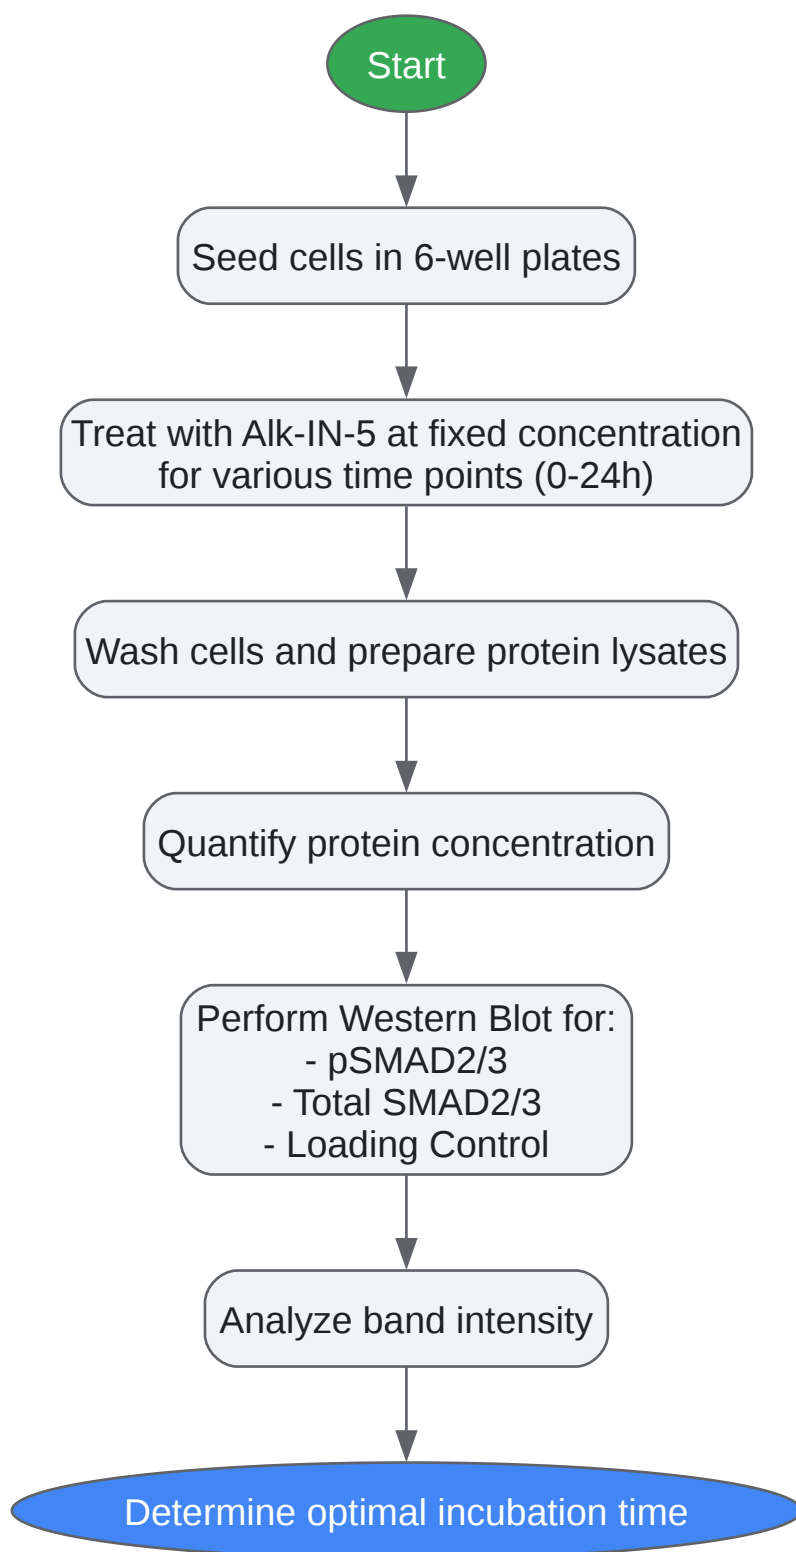 Start
Seed cells in 6-well plates
Treat with Alk-IN-5 at fixed concentration
for various time points (0-24h)
Wash cells and prepare protein lysates
Quantify protein concentration
Perform Western Blot for:
- pSMAD2/3
- Total SMAD2/3
- Loading Control
Analyze band intensity
Determine optimal incubation time